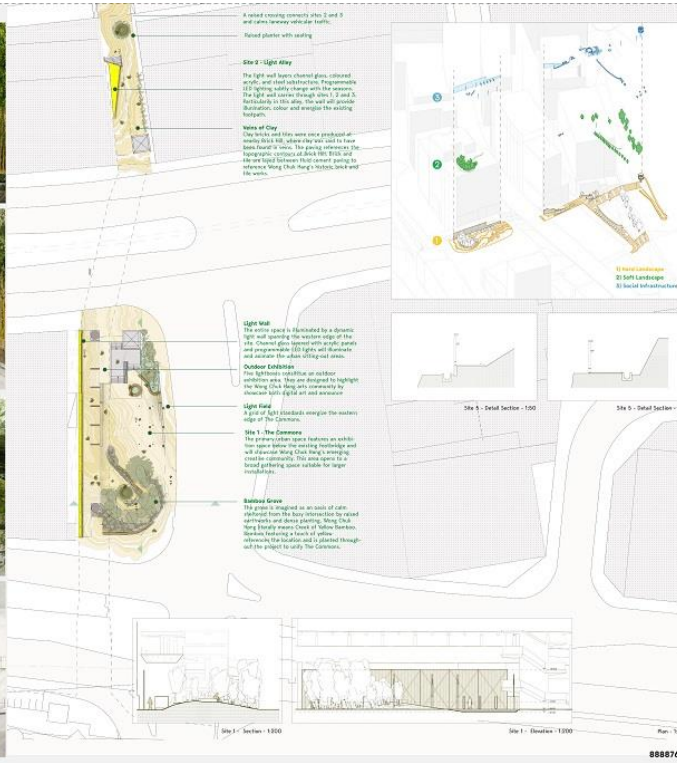 A raised crossing connects sites 2 and 3
and calms laneway vehicular traffic.
Raised planter with seating
Site 2 - Light Alley
The light wall layers channel glass, coloured
acrylic, and steel substructure. Programmable
LED lighting subtly change with the seasons.
The light wall carries through sites 1, 2 and 3.
Particularly in this alley, the wall will provide
illumination, colour and energize the existing
footpath.
Veins of Clay
Clay bricks and tiles were once produced at
nearby Brick Hill, where clay was said to have
been found in veins. The paving references the
topographic contours of Brick Hill. Brick and
tile are layed between fluid cement paving to
reference Wong Chuk Hang's historic brick and
tile works.
Light Wall
The entire space is illuminated by a dynamic
light wall spanning the western edge of the
site. Channel glass layered with acrylic panels
and programmable LED lights will illuminate
and animate the urban sitting-out areas.
Outdoor Exhibition
Five lightboxes constitue an outdoor
exhibition area. They are designed to highlight
the Wong Chuk Hang arts community by
showcase both digital art and announce
Light Field
A grid of light standards energize the eastern
edge of The Commons.
Site 1 - The Commons
The primary urban space features an exhibi-
tion space below the existing footbridge and
will showcase Wong Chuk Hang's emerging
creative community. This area opens to a
broad gathering space suitable for larger
installations.
Bamboo Grove
The grove is imagined as an oasis of calm
sheltered from the busy intersection by raised
earthworks and dense planting. Wong Chuk
Hang literally means Creek of Yellow Bamboo.
Bamboo featuring a touch of yellow
references the location and is planted through-
out the project to unify The Commons.
3
2
1
1) Hard Landscape
2) Soft Landscape
3) Social Infrastructure
Site 5 - Detail Section - 1:50
Site 5 - Detail Section -
Site 1 - Section - 1:200
Site 1 - Elevation - 1:200
Plan -
888876